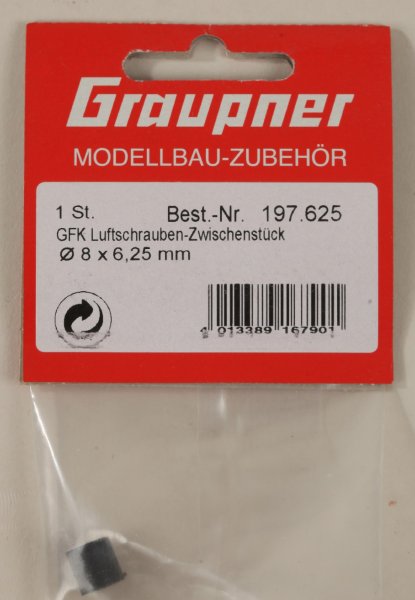 Graupner
MODELLBAU-ZUBEHÖR
1 St. Best.-Nr. 197.625
GFK Luftschrauben-Zwischenstück
Ø 8 x 6,25 mm
4 013389 167901